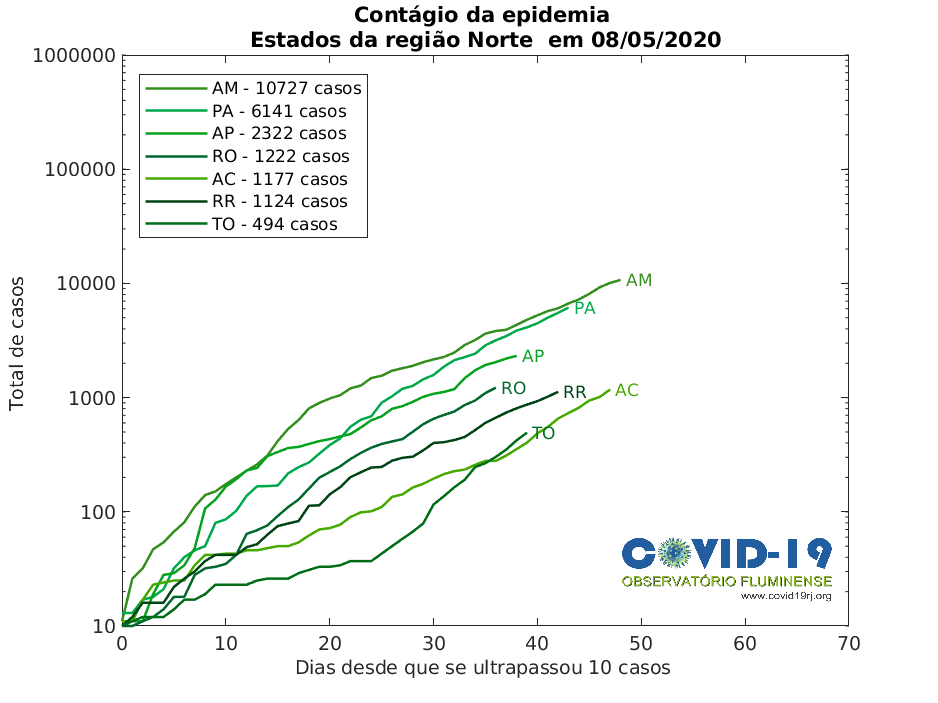 Contágio da epidemia
Estados da região Norte  em 08/05/2020
1000000
100000
10000
1000
100
10
Total de casos
AM - 10727 casos
PA - 6141 casos
AP - 2322 casos
RO - 1222 casos
AC - 1177 casos
RR - 1124 casos
TO - 494 casos
AM
PA
AP
RO
RR
AC
TO
COVID-19
OBSERVATÓRIO FLUMINENSE
www.covid19rj.org
0 10 20 30 40 50 60 70
Dias desde que se ultrapassou 10 casos